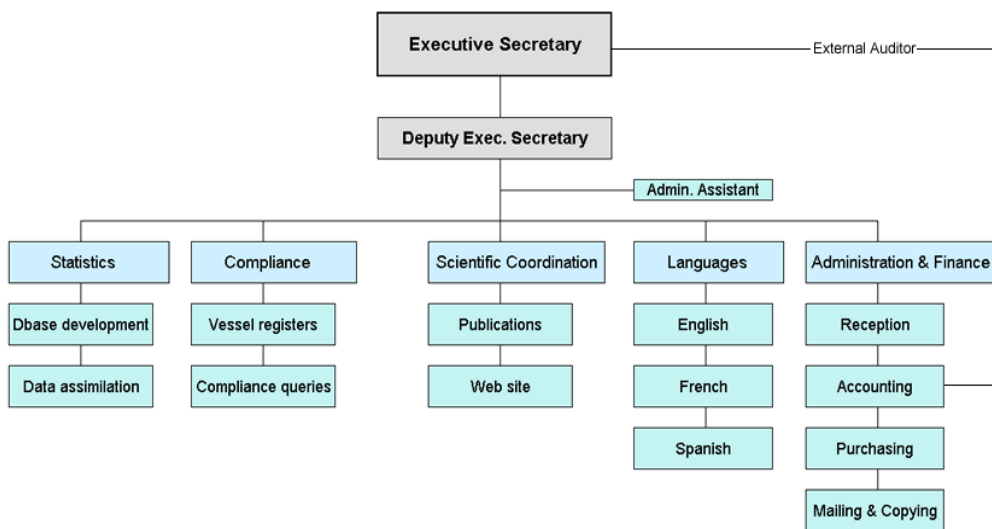 Executive Secretary
External Auditor
Deputy Exec. Secretary
Admin. Assistant
Statistics
Compliance
Scientific Coordination
Languages
Administration & Finance
Dbase development
Vessel registers
Publications
English
Reception
Data assimilation
Compliance queries
Web site
French
Accounting
Spanish
Purchasing
Mailing & Copying